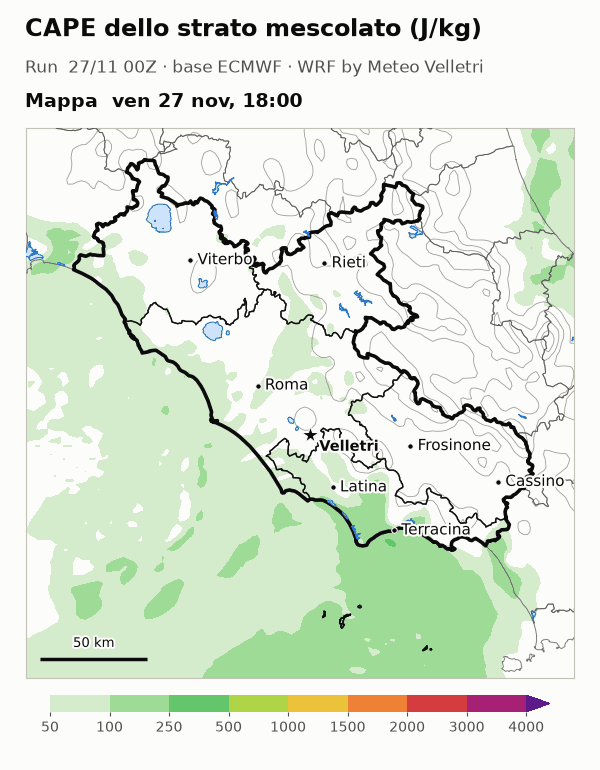 CAPE dello strato mescolato (J/kg)
Run  27/11 00Z · base ECMWF · WRF by Meteo Velletri
Mappa  ven 27 nov, 18:00
Viterbo
Rieti
Roma
Velletri
Frosinone
Latina
Cassino
Terracina
50 km
50 100 250 500 1000 1500 2000 3000 4000